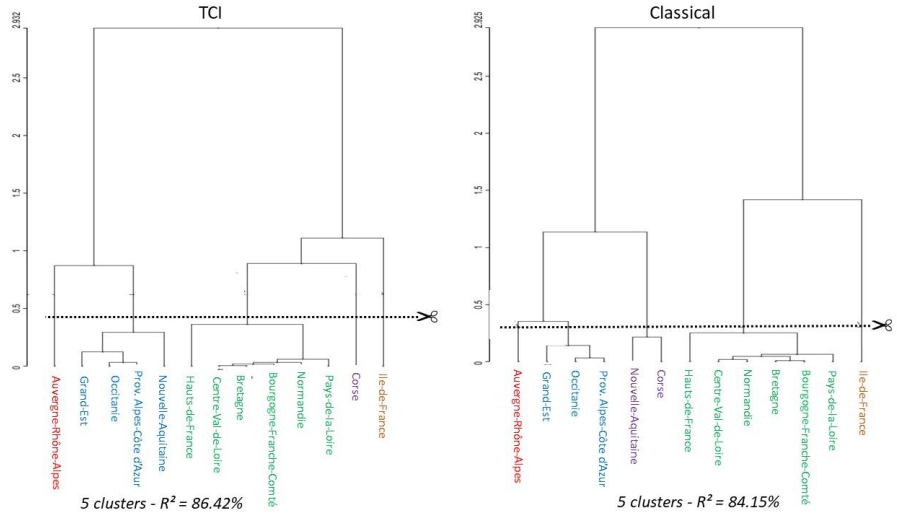 TCI
2.932
2.5
2
1.5
1
0.5
0
Auvergne-Rhône-Alpes
Grand-Est
Occitanie
Prov. Alpes-Côte d'Azur
Nouvelle-Aquitaine
Hauts-de-France
Centre-Val-de-Loire
Bretagne
Bourgogne-Franche-Comté
Normandie
Pays-de-la-Loire
Corse
Ile-de-France
5 clusters - R² = 86.42%
Classical
2.925
2.5
2
1.5
1
0.5
0
Auvergne-Rhône-Alpes
Grand-Est
Occitanie
Prov. Alpes-Côte d'Azur
Nouvelle-Aquitaine
Corse
Hauts-de-France
Centre-Val-de-Loire
Normandie
Bretagne
Bourgogne-Franche-Comté
Pays-de-la-Loire
Ile-de-France
5 clusters - R² = 84.15%